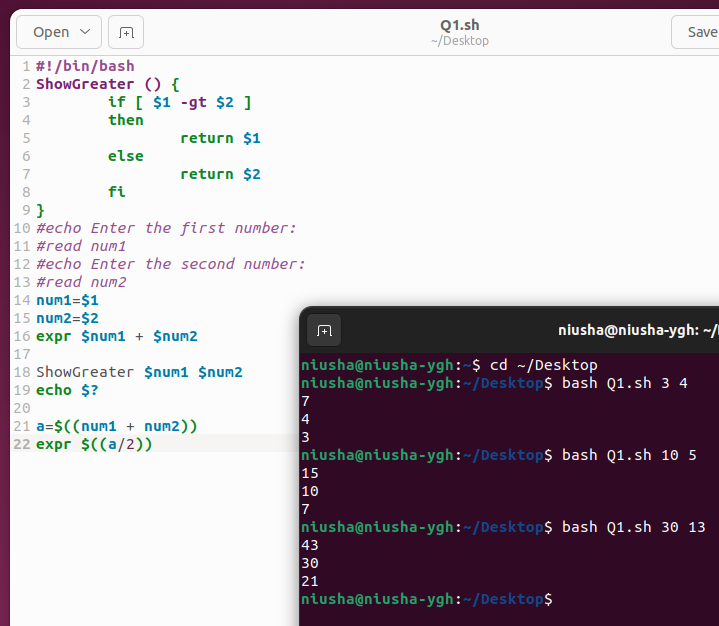 Open
Q1.sh
~/Desktop
Save
1 #!/bin/bash
2 ShowGreater () {
3 if [ $1 -gt $2 ]
4 then
5 return $1
6 else
7 return $2
8 fi
9 }
10 #echo Enter the first number:
11 #read num1
12 #echo Enter the second number:
13 #read num2
14 num1=$1
15 num2=$2
16 expr $num1 + $num2
17
18 ShowGreater $num1 $num2
19 echo $?
20
21 a=$((num1 + num2))
22 expr $((a/2))
niusha@niusha-ygh: ~/
niusha@niusha-ygh:~$ cd ~/Desktop
niusha@niusha-ygh:~/Desktop$ bash Q1.sh 3 4
7
4
3
niusha@niusha-ygh:~/Desktop$ bash Q1.sh 10 5
15
10
7
niusha@niusha-ygh:~/Desktop$ bash Q1.sh 30 13
43
30
21
niusha@niusha-ygh:~/Desktop$